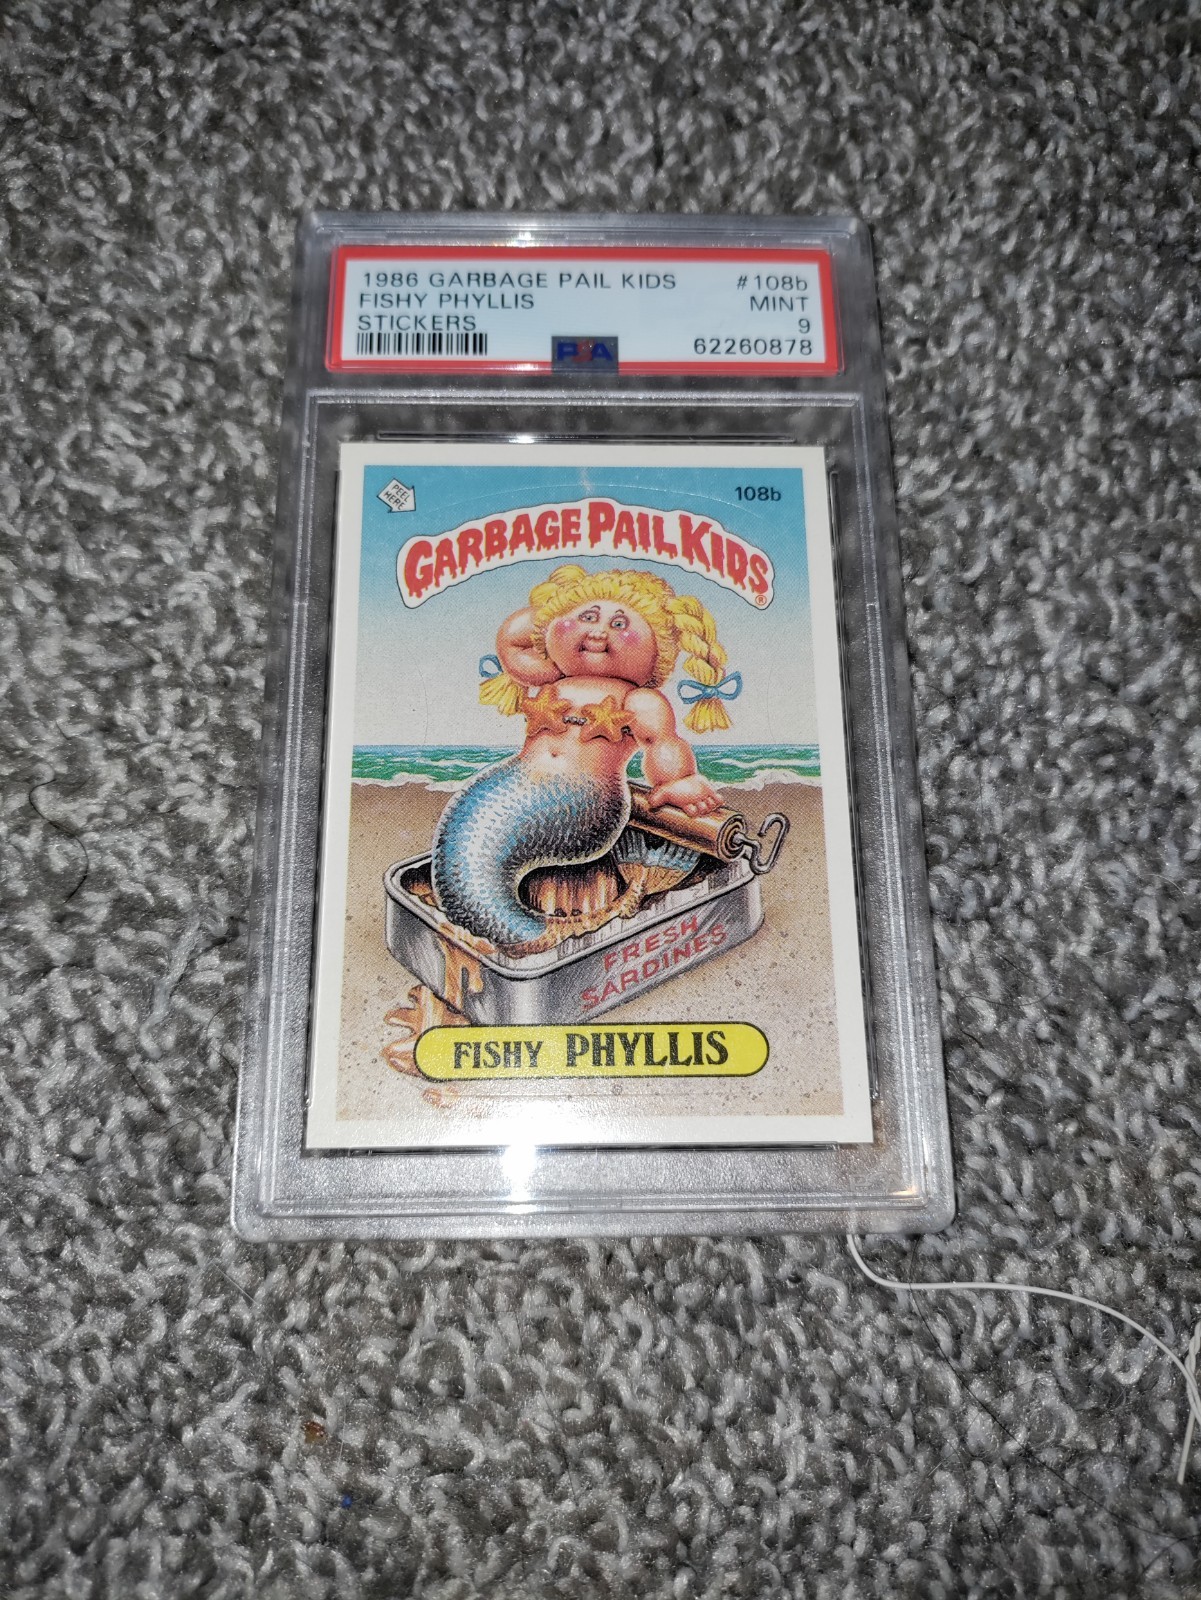 1986 GARBAGE PAIL KIDS #108b
FISHY PHYLLIS MINT
STICKERS 9
PSA 62260878
PEEL
HERE
108b
GARBAGE PAIL KIDS ®
FRESH
SARDINES
FISHY PHYLLIS